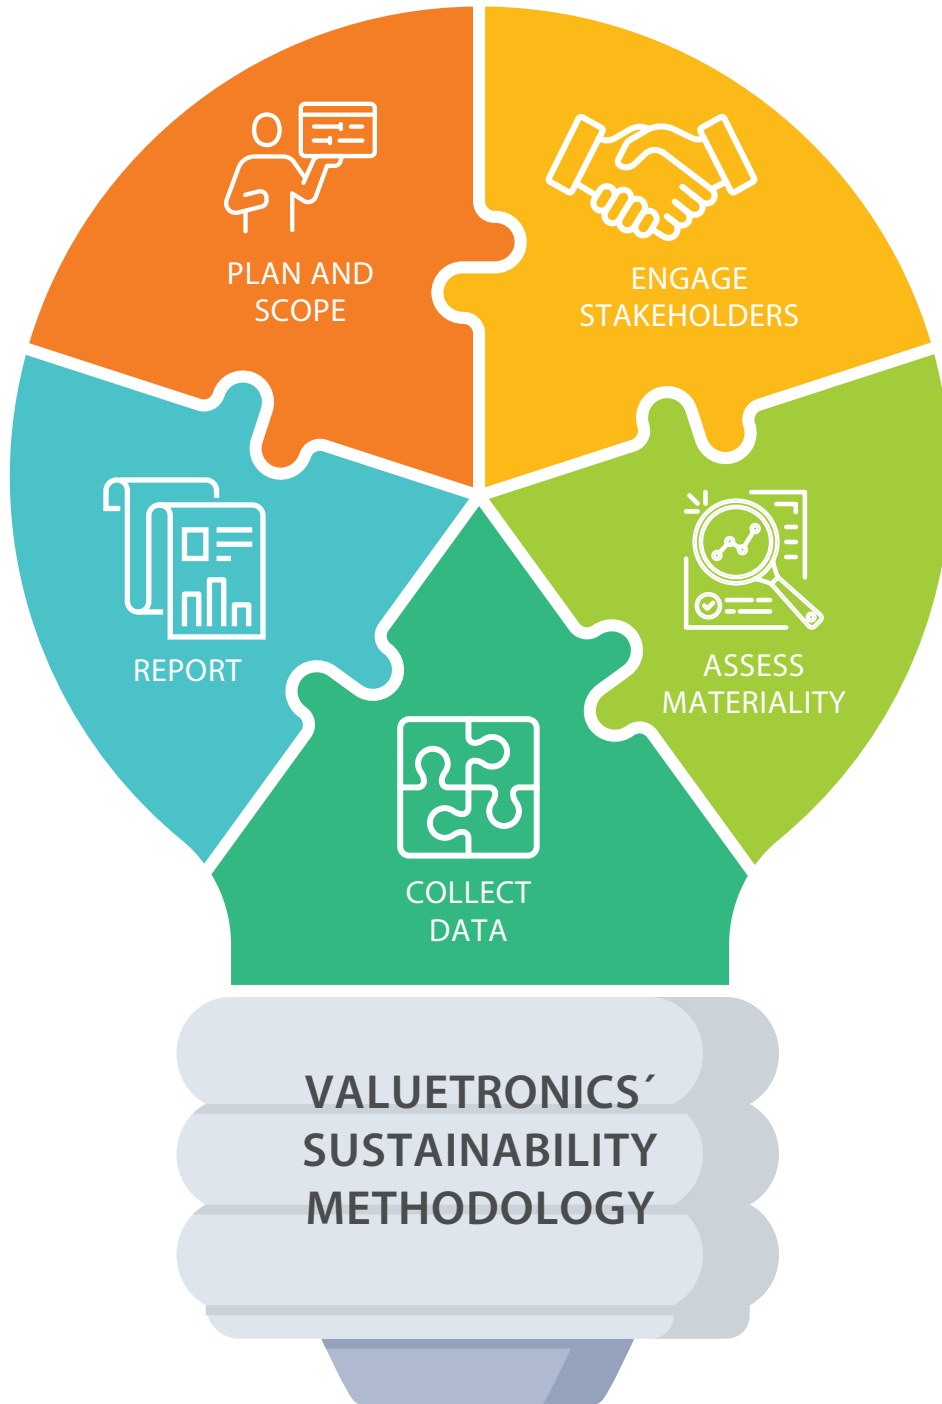 PLAN AND
SCOPE
ENGAGE
STAKEHOLDERS
REPORT
ASSESS
MATERIALITY
COLLECT
DATA
VALUETRONICS´
SUSTAINABILITY
METHODOLOGY